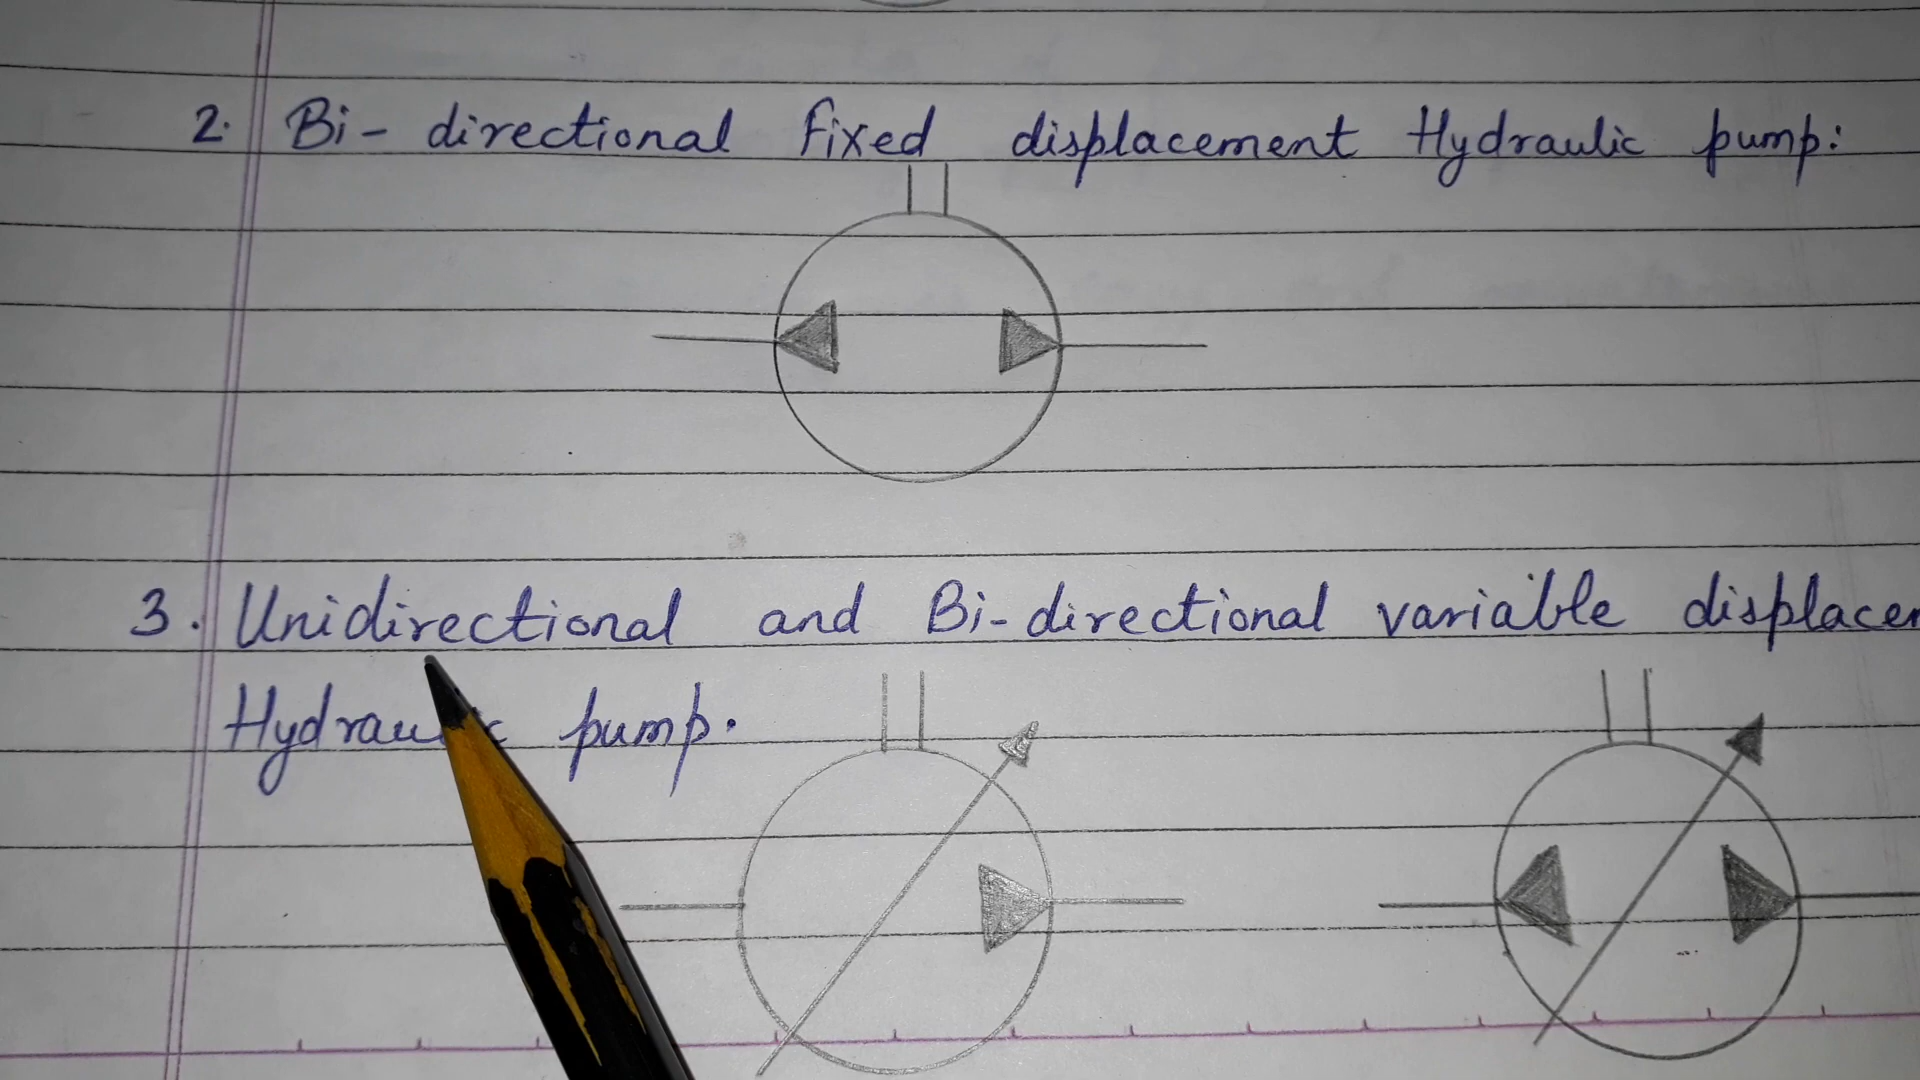 2. Bi-directional fixed displacement Hydraulic pump:
3. Unidirectional and Bi-directional variable displacem
pump.